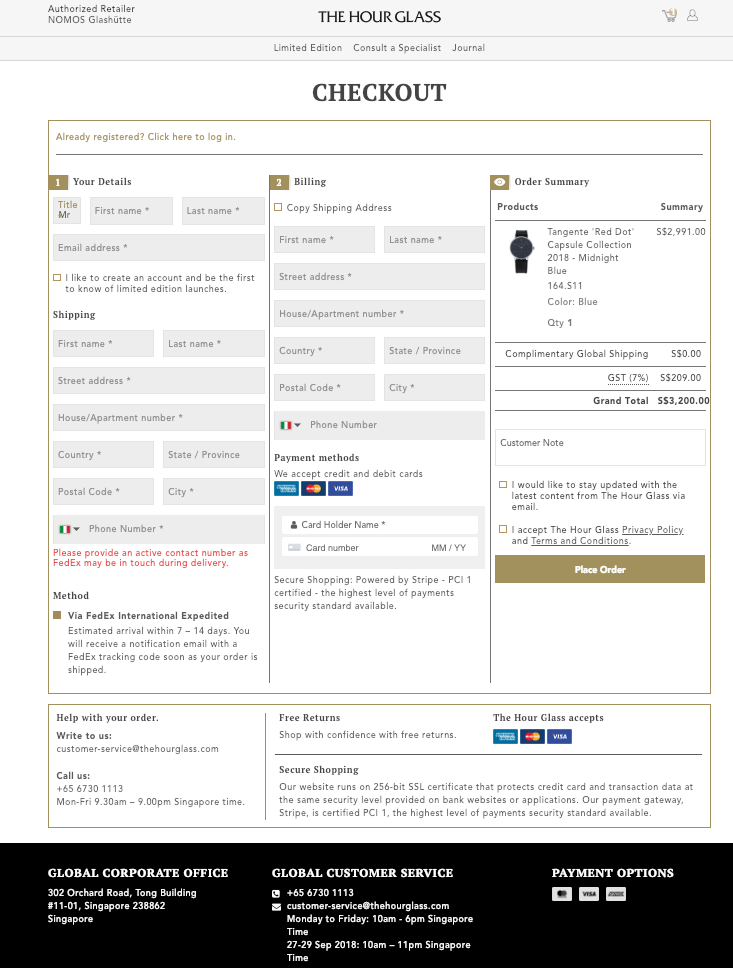 Authorized Retailer
NOMOS Glashütte
THE HOUR GLASS
Limited Edition Consult a Specialist Journal
CHECKOUT
Already registered? Click here to log in.
1 Your Details
Title
Mr
First name *
Last name *
Email address *
I like to create an account and be the first
to know of limited edition launches.
Shipping
First name *
Last name *
Street address *
House/Apartment number *
Country *
State / Province
Postal Code *
City *
Phone Number *
Please provide an active contact number as
FedEx may be in touch during delivery.
Method
Via FedEx International Expedited
Estimated arrival within 7 – 14 days. You
will receive a notification email with a
FedEx tracking code soon as your order is
shipped.
2 Billing
Copy Shipping Address
First name *
Last name *
Street address *
House/Apartment number *
Country *
State / Province
Postal Code *
City *
Phone Number
Payment methods
We accept credit and debit cards
VISA
Card Holder Name *
Card number MM / YY
Secure Shopping: Powered by Stripe - PCI 1
certified - the highest level of payments
security standard available.
Order Summary
Products Summary
Tangente 'Red Dot' S$2,991.00
Capsule Collection
2018 - Midnight
Blue
164.S11
Color: Blue
Qty 1
Complimentary Global Shipping S$0.00
GST (7%) S$209.00
Grand Total S$3,200.00
Customer Note
I would like to stay updated with the
latest content from The Hour Glass via
email.
I accept The Hour Glass Privacy Policy
and Terms and Conditions.
Place Order
Help with your order.
Write to us:
customer-service@thehourglass.com
Call us:
+65 6730 1113
Mon-Fri 9.30am – 9.00pm Singapore time.
Free Returns
Shop with confidence with free returns.
The Hour Glass accepts
VISA
Secure Shopping
Our website runs on 256-bit SSL certificate that protects credit card and transaction data at
the same security level provided on bank websites or applications. Our payment gateway,
Stripe, is certified PCI 1, the highest level of payments security standard available.
GLOBAL CORPORATE OFFICE
302 Orchard Road, Tong Building
#11-01, Singapore 238862
Singapore
GLOBAL CUSTOMER SERVICE
+65 6730 1113
customer-service@thehourglass.com
Monday to Friday: 10am - 6pm Singapore
Time
27-29 Sep 2018: 10am – 11pm Singapore
Time
PAYMENT OPTIONS
VISA